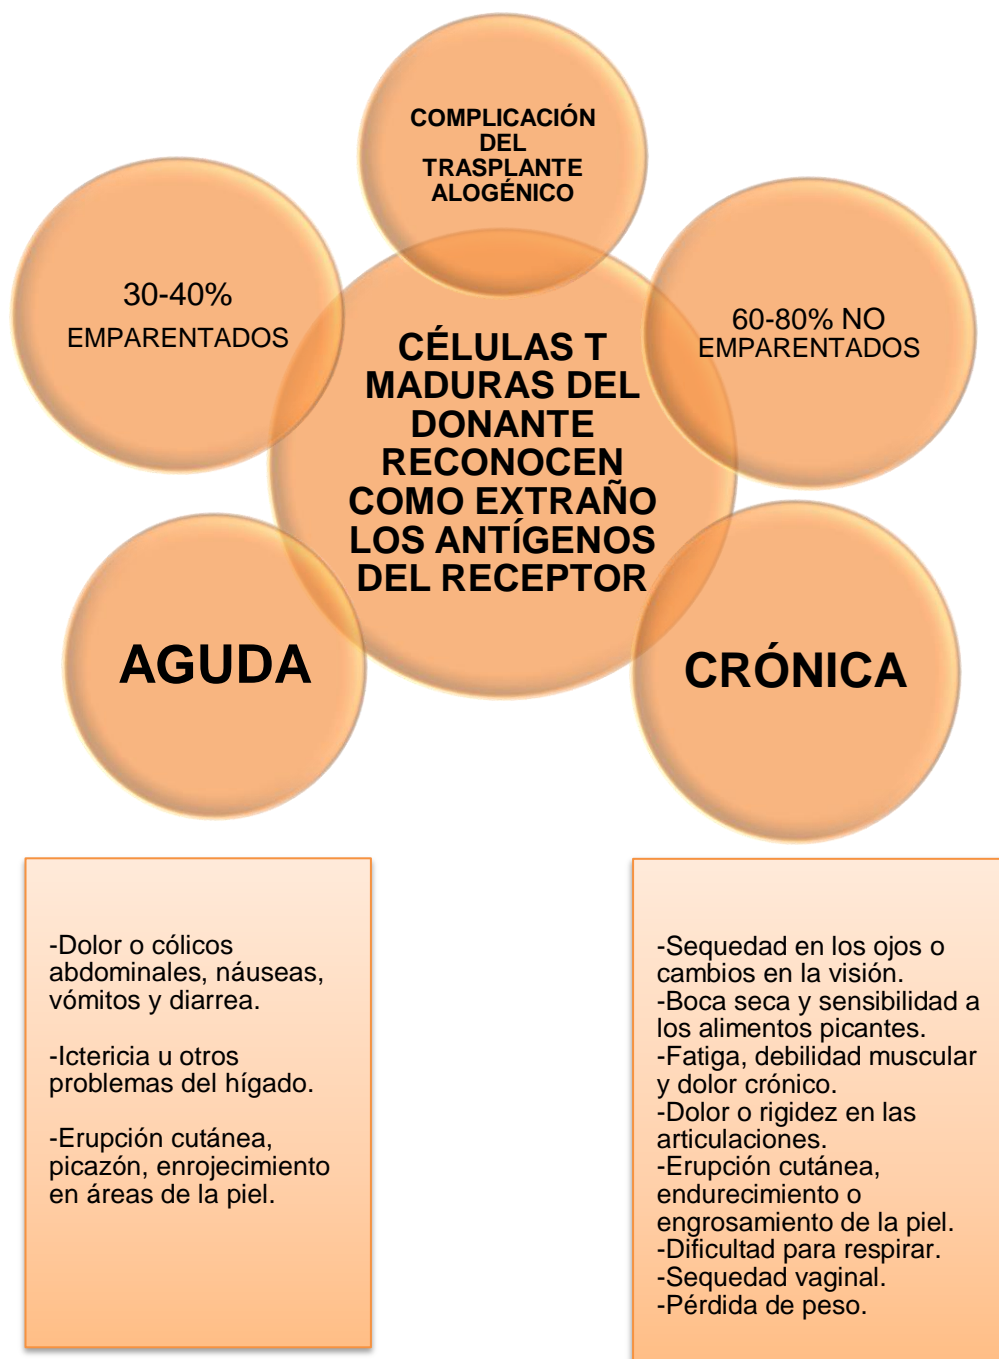 COMPLICACIÓN
DEL
TRASPLANTE
ALOGÉNICO
30-40%
EMPARENTADOS
60-80% NO
EMPARENTADOS
CÉLULAS T
MADURAS DEL
DONANTE
RECONOCEN
COMO EXTRAÑO
LOS ANTÍGENOS
DEL RECEPTOR
AGUDA
CRÓNICA
-Dolor o cólicos
abdominales, náuseas,
vómitos y diarrea.
-Ictericia u otros
problemas del hígado.
-Erupción cutánea,
picazón, enrojecimiento
en áreas de la piel.
-Sequedad en los ojos o
cambios en la visión.
-Boca seca y sensibilidad a
los alimentos picantes.
-Fatiga, debilidad muscular
y dolor crónico.
-Dolor o rigidez en las
articulaciones.
-Erupción cutánea,
endurecimiento o
engrosamiento de la piel.
-Dificultad para respirar.
-Sequedad vaginal.
-Pérdida de peso.